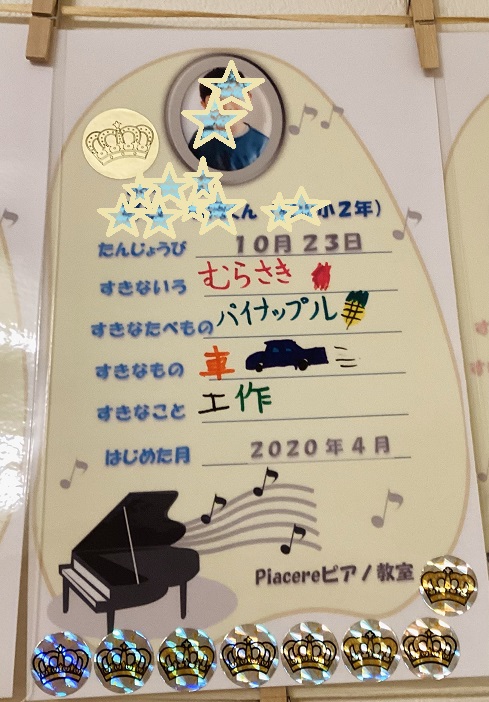 くん 小2年）
たんじょうび 10月23日
すきないろ むらさき
すきなたべもの パイナップル
すきなもの 車
すきなこと 工作
はじめた月 2020年4月
Piacereピアノ教室